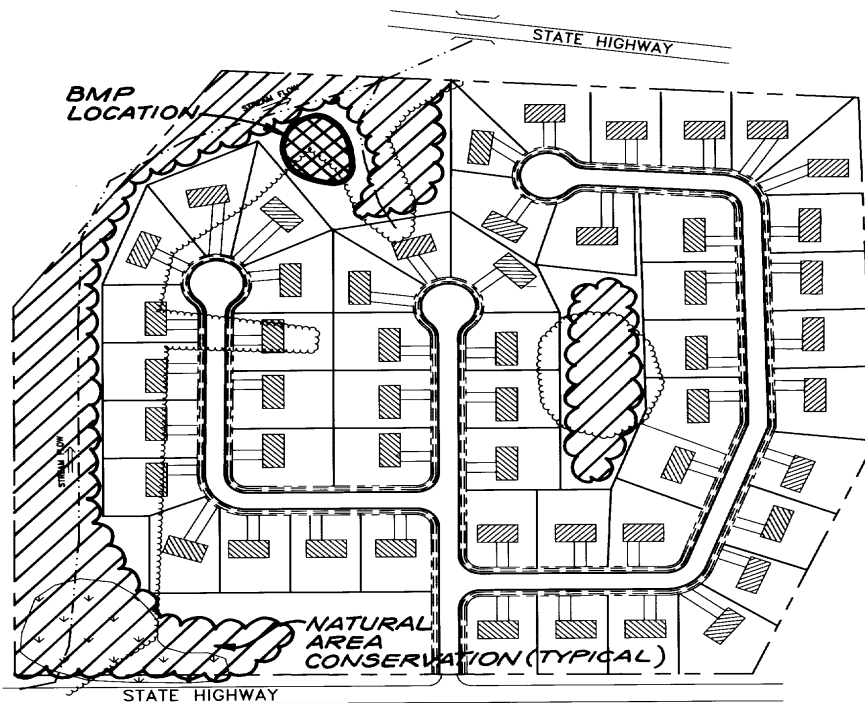 STATE HIGHWAY
BMP
LOCATION
STREAM FLOW
STREAM FLOW
NATURAL
AREA
CONSERVATION (TYPICAL)
STATE HIGHWAY